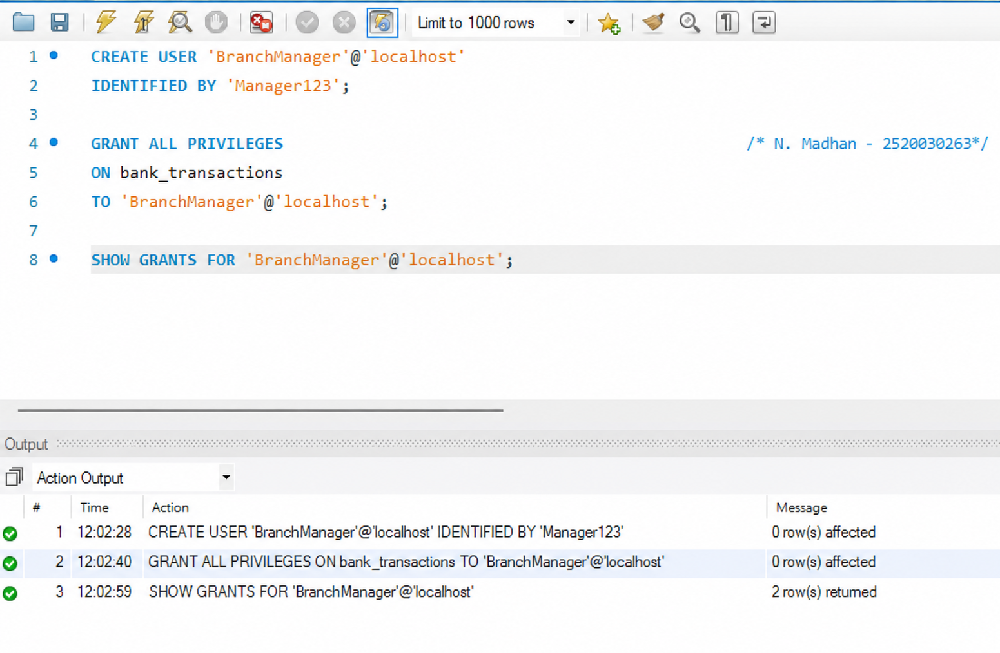 Limit to 1000 rows
1 CREATE USER 'BranchManager'@'localhost'
2 IDENTIFIED BY 'Manager123';
3
4 GRANT ALL PRIVILEGES /* N. Madhan - 2520030263*/
5 ON bank_transactions
6 TO 'BranchManager'@'localhost';
7
8 SHOW GRANTS FOR 'BranchManager'@'localhost';
Output
Action Output
# Time Action Message
1 12:02:28 CREATE USER 'BranchManager'@'localhost' IDENTIFIED BY 'Manager123' 0 row(s) affected
2 12:02:40 GRANT ALL PRIVILEGES ON bank_transactions TO 'BranchManager'@'localhost' 0 row(s) affected
3 12:02:59 SHOW GRANTS FOR 'BranchManager'@'localhost' 2 row(s) returned